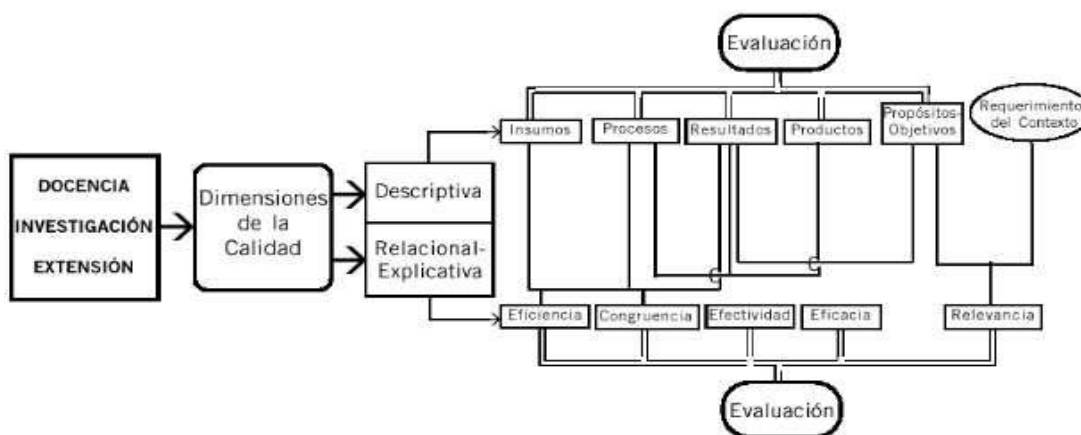 Evaluación
Insumos
Procesos
Resultados
Productos
Propósitos-
Objetivos
Requerimiento
del Contexto
DOCENCIA
INVESTIGACIÓN
EXTENSIÓN
Dimensiones
de la
Calidad
Descriptiva
Relacional-
Explicativa
Eficiencia
Congruencia
Efectividad
Eficacia
Relevancia
Evaluación